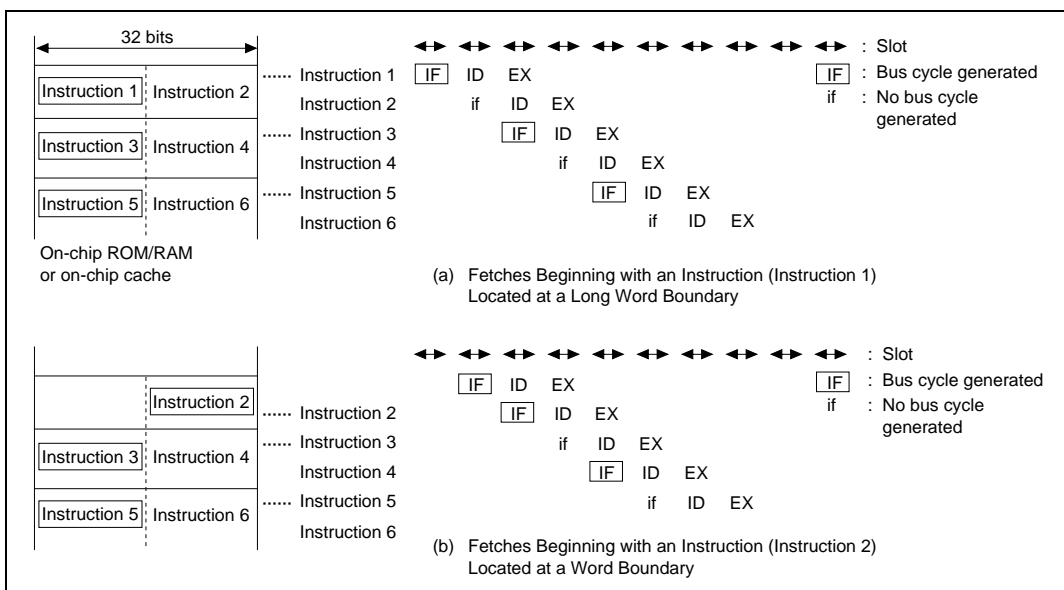 32 bits
: Slot
Instruction 1 Instruction 2 ...... Instruction 1 IF ID EX IF : Bus cycle generated
Instruction 2 if ID EX if : No bus cycle
generated
Instruction 3 Instruction 4 ...... Instruction 3 IF ID EX
Instruction 4 if ID EX
Instruction 5 Instruction 6 ...... Instruction 5 IF ID EX
Instruction 6 if ID EX
On-chip ROM/RAM
or on-chip cache
(a) Fetches Beginning with an Instruction (Instruction 1)
Located at a Long Word Boundary
: Slot
IF ID EX IF : Bus cycle generated
Instruction 2 ...... Instruction 2 IF ID EX if : No bus cycle
generated
Instruction 3 Instruction 4 ...... Instruction 3 if ID EX
Instruction 4 IF ID EX
Instruction 5 Instruction 6 ...... Instruction 5 if ID EX
Instruction 6
(b) Fetches Beginning with an Instruction (Instruction 2)
Located at a Word Boundary